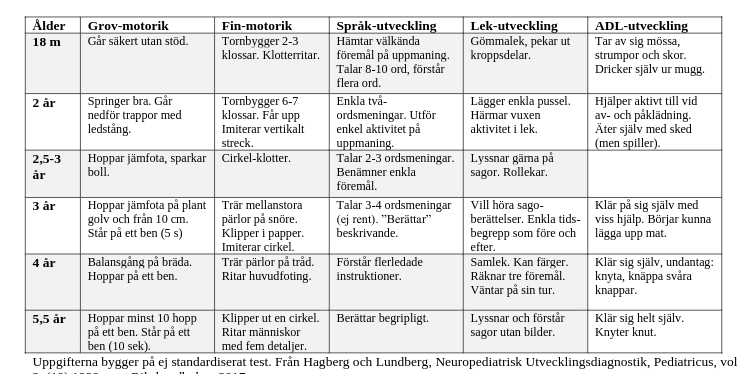 Ålder Grov-motorik Fin-motorik Språk-utveckling Lek-utveckling ADL-utveckling
18 m Går säkert utan stöd. Tornbygger 2-3 Hämtar välkända Gömmalek, pekar ut Tar av sig mössa,
klossar. Klotterritar. föremål på uppmaning. kroppsdelar. strumpor och skor.
Talar 8-10 ord, förstår Dricker själv ur mugg.
flera ord.
2 år Springer bra. Går Tornbygger 6-7 Enkla två- Lägger enkla pussel. Hjälper aktivt till vid
nedför trappor med klossar. Får upp ordsmeningar. Utför Härmar vuxen av- och påklädning.
ledstång. Imiterar vertikalt enkel aktivitet på aktivitet i lek. Äter själv med sked
streck. uppmaning. (men spiller).
2,5-3 Hoppar jämfota, sparkar Cirkel-klotter. Talar 2-3 ordsmeningar. Lyssnar gärna på
år boll. Benämner enkla sagor. Rollekar.
föremål.
3 år Hoppar jämfota på plant Trär mellanstora Talar 3-4 ordsmeningar Vill höra sago- Klär på sig själv med
golv och från 10 cm. pärlor på snöre. (ej rent). ”Berättar” berättelser. Enkla tids- viss hjälp. Börjar kunna
Står på ett ben (5 s) Klipper i papper. beskrivande. begrepp som före och lägga upp mat.
Imiterar cirkel. efter.
4 år Balansgång på bräda. Trär pärlor på tråd. Förstår flerledade Samlek. Kan färger. Klär sig själv, undantag:
Hoppar på ett ben. Ritar huvudfoting. instruktioner. Räknar tre föremål. knyta, knäppa svåra
Väntar på sin tur. knappar.
5,5 år Hoppar minst 10 hopp Klipper ut en cirkel. Berättar begripligt. Lyssnar och förstår Klär sig helt själv.
på ett ben. Står på ett Ritar människor sagor utan bilder. Knyter knut.
ben (10 sek). med fem detaljer.
Uppgifterna bygger på ej standardiserat test. Från Hagberg och Lundberg, Neuropediatrisk Utvecklingsdiagnostik, Pediatricus, vol